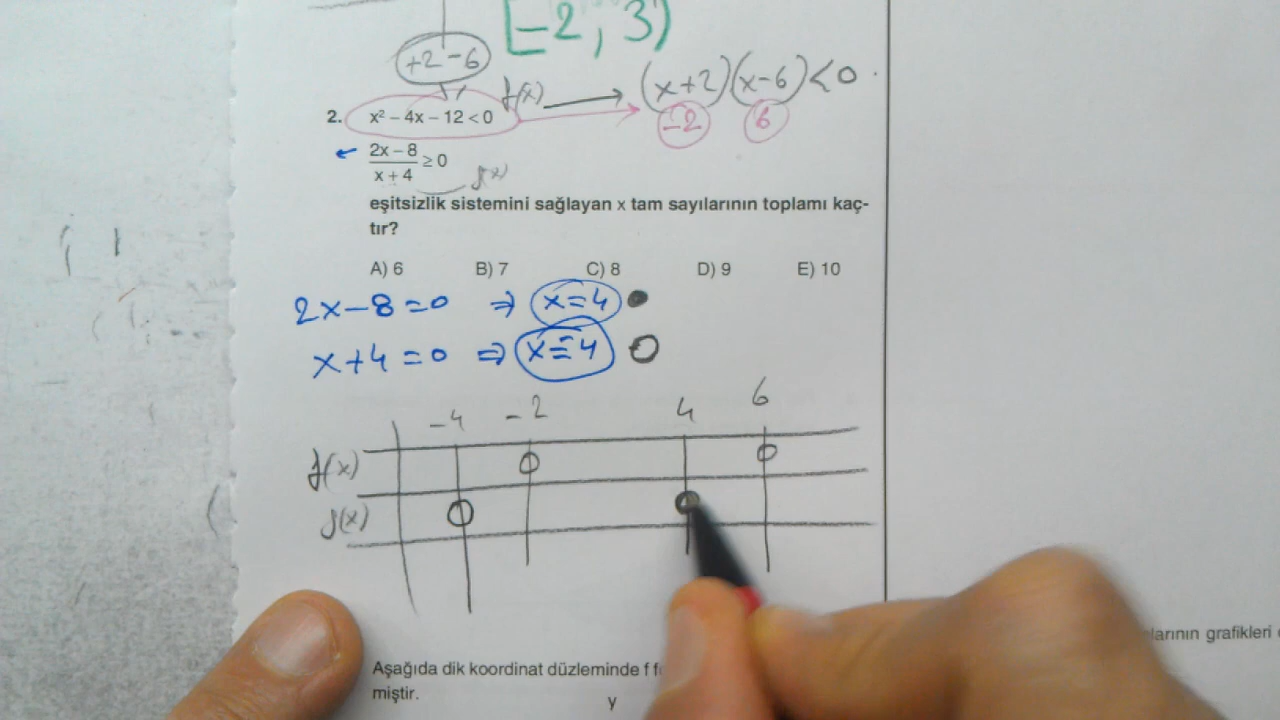 [-2, 3)
+2 -6
f(x) → (x+2)(x-6)<0
2. x² – 4x – 12 < 0
-2 6
2x – 8
x + 4
≥ 0
g(x)
eşitsizlik sistemini sağlayan x tam sayılarının toplamı kaç-
tır?
A) 6 B) 7 C) 8 D) 9 E) 10
2x-8=0 ⇒ x=4
x+4=0 ⇒ x=-4
-4 -2 4 6
f(x)
g(x)
larının grafikleri
Aşağıda dik koordinat düzleminde f
miştir.
y